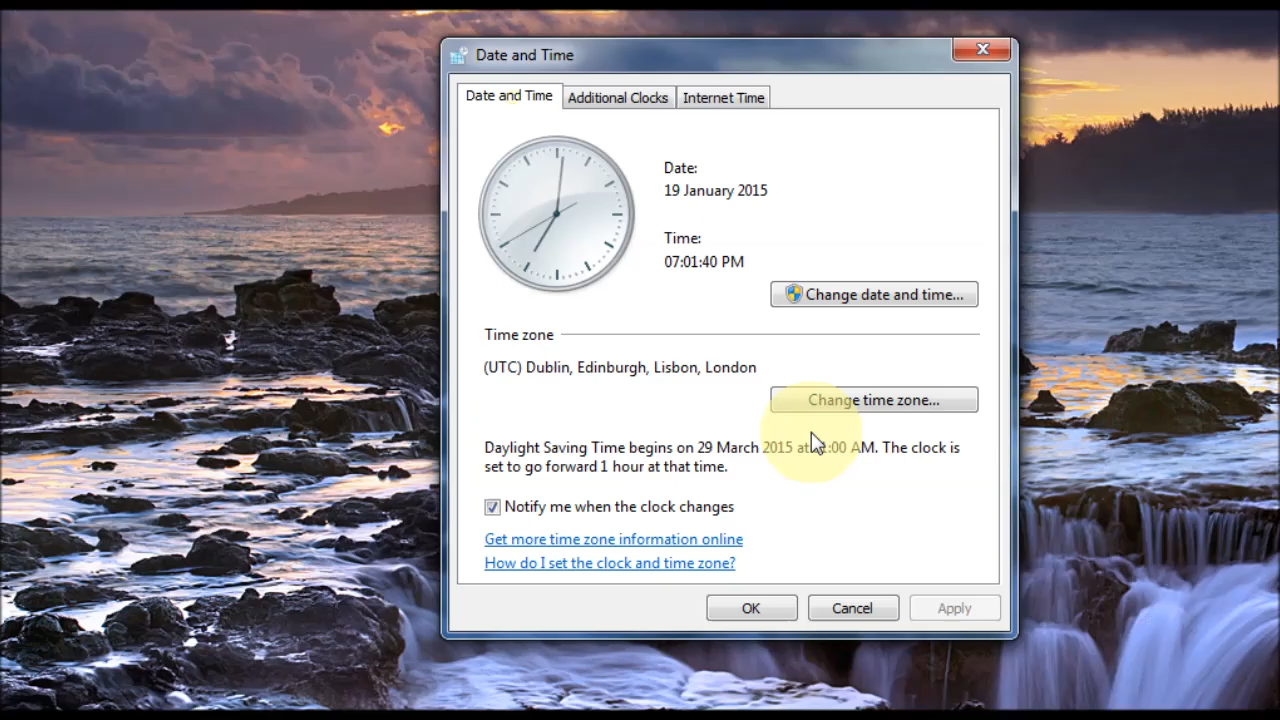 Date and Time
Date and Time
Additional Clocks
Internet Time
Date:
19 January 2015
Time:
07:01:40 PM
Change date and time...
Time zone
(UTC) Dublin, Edinburgh, Lisbon, London
Change time zone...
Daylight Saving Time begins on 29 March 2015 at :00 AM. The clock is
set to go forward 1 hour at that time.
Notify me when the clock changes
Get more time zone information online
How do I set the clock and time zone?
OK
Cancel
Apply